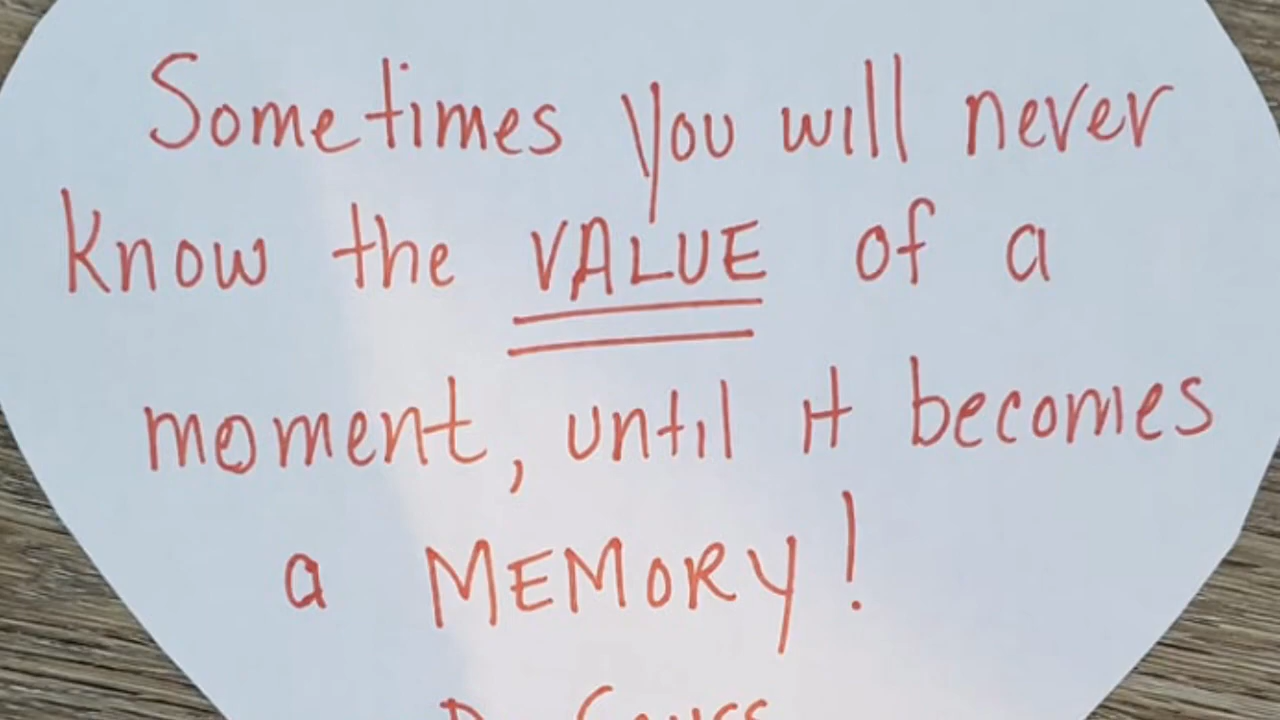 Sometimes you will never
know the VALUE of a
moment, until it becomes
a MEMORY!